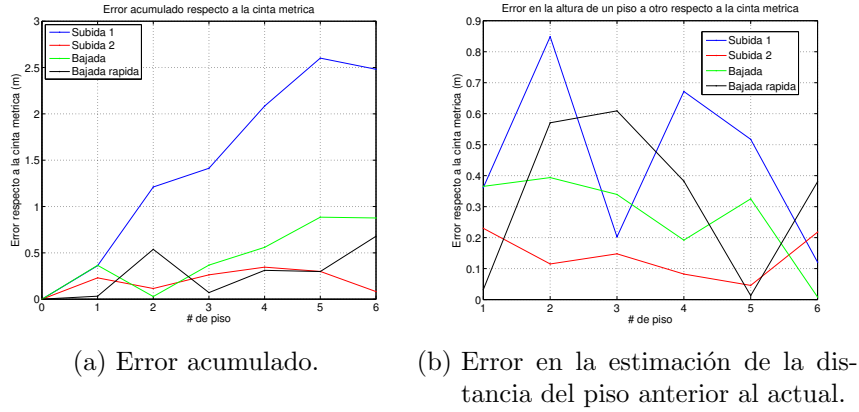 Error acumulado respecto a la cinta metrica
Error respecto a la cinta metrica (m)
3
2.5
2
1.5
1
0.5
0
Subida 1
Subida 2
Bajada
Bajada rapida
0 1 2 3 4 5 6
# de piso
(a) Error acumulado.
Error en la altura de un piso a otro respecto a la cinta metrica
Error respecto a la cinta metrica (m)
0.9
0.8
0.7
0.6
0.5
0.4
0.3
0.2
0.1
0
Subida 1
Subida 2
Bajada
Bajada rapida
1 2 3 4 5 6
# de piso
(b) Error en la estimación de la dis-
tancia del piso anterior al actual.